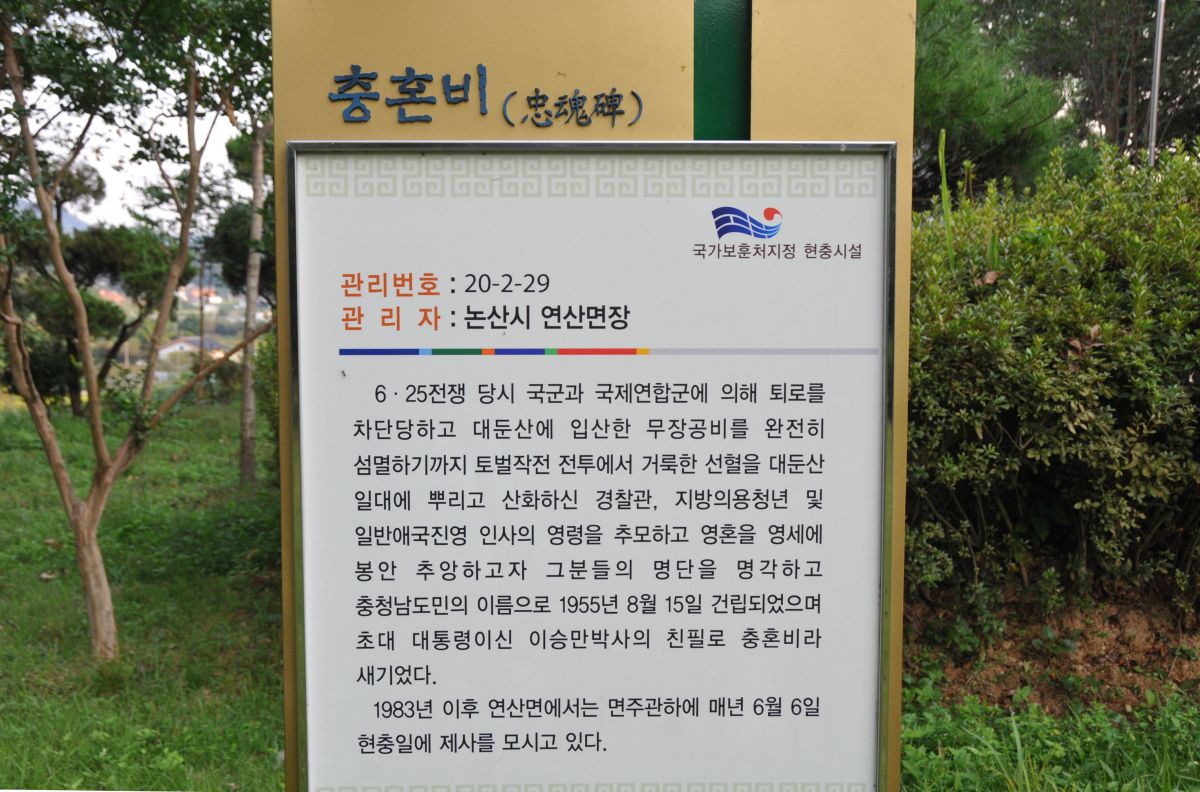 충혼비 (忠魂碑)
국가보훈처지정 현충시설
관리번호 : 20-2-29
관 리 자 : 논산시 연산면장
6 · 25전쟁 당시 국군과 국제연합군에 의해 퇴로를
차단당하고 대둔산에 입산한 무장공비를 완전히
섬멸하기까지 토벌작전 전투에서 거룩한 선혈을 대둔산
일대에 뿌리고 산화하신 경찰관, 지방의용청년 및
일반애국진영 인사의 영령을 추모하고 영혼을 영세에
봉안 추앙하고자 그분들의 명단을 명각하고
충청남도민의 이름으로 1955년 8월 15일 건립되었으며
초대 대통령이신 이승만박사의 친필로 충혼비라
새기었다.
1983년 이후 연산면에서는 면주관하에 매년 6월 6일
현충일에 제사를 모시고 있다.